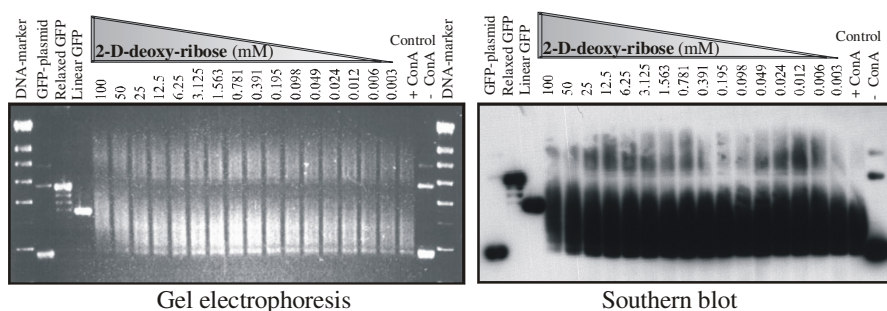 2-D-deoxy-ribose (mM)
Control
DNA-marker
GFP-plasmid
Relaxed GFP
Linear GFP
100
50
25
12.5
6.25
3.125
1.563
0.781
0.391
0.195
0.098
0.049
0.024
0.012
0.006
0.003
+ ConA
- ConA
DNA-marker
Gel electrophoresis
2-D-deoxy-ribose (mM)
Control
GFP-plasmid
Relaxed GFP
Linear GFP
100
50
25
12.5
6.25
3.125
1.563
0.781
0.391
0.195
0.098
0.049
0.024
0.012
0.006
0.003
+ ConA
- ConA
Southern blot